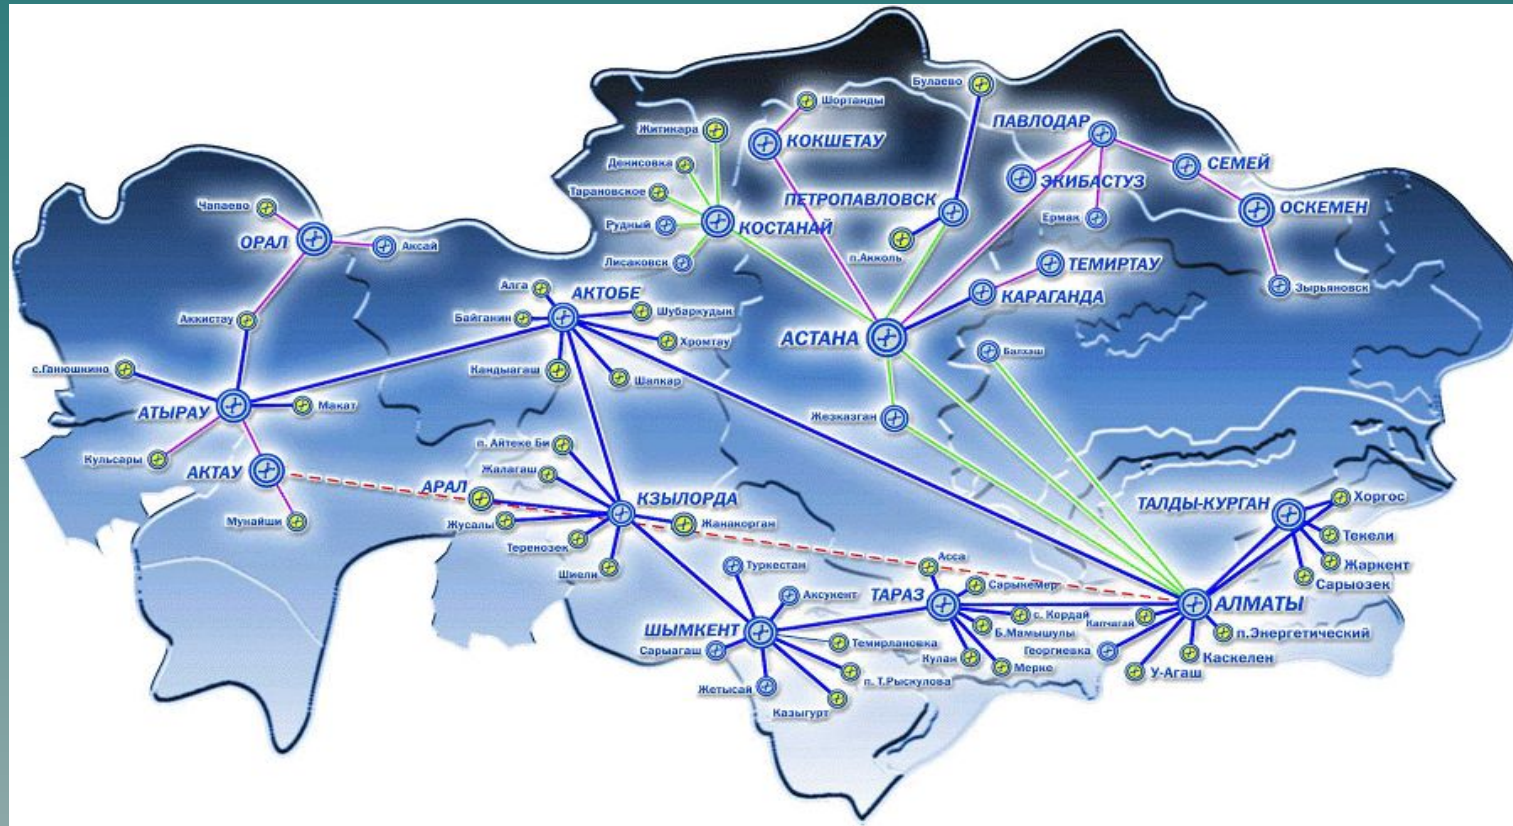 Булаево
Шортанды
Житикара
ПАВЛОДАР
КОКШЕТАУ
Денисовка
СЕМЕЙ
ЭКИБАСТУЗ
Тарановское
ПЕТРОПАВЛОВСК
Чапаево
ОСКЕМЕН
Ермак
Рудный
КОСТАНАЙ
ОРАЛ
Аксай
п.Акколь
Лисаковск
ТЕМИРТАУ
Алга
АКТОБЕ
КАРАГАНДА
Зырьяновск
Шубаркудык
Байганин
Аккистау
АСТАНА
Хромтау
Балхаш
с.Ганюшкино
Кандыагаш
Шалкар
АТЫРАУ
Макат
Жезказган
п. Айтеке Би
Кульсары
Жалагаш
АКТАУ
АРАЛ
КЗЫЛОРДА
ТАЛДЫ-КУРГАН
Хоргос
Мунайши
Жусалы
Жанакорган
Текели
Теренозек
Асса
Жаркент
Туркестан
Шиели
Сарыкемер
Сарыозек
Аксукент
ТАРАЗ
АЛМАТЫ
с. Кордай
Капчагай
ШЫМКЕНТ
Б.Мамышулы
п.Энергетический
Темирлановка
Сарыагаш
Георгиевка
Кулан
Каскелен
Мерке
У-Агаш
п. Т.Рыскулова
Жетысай
Казыгурт